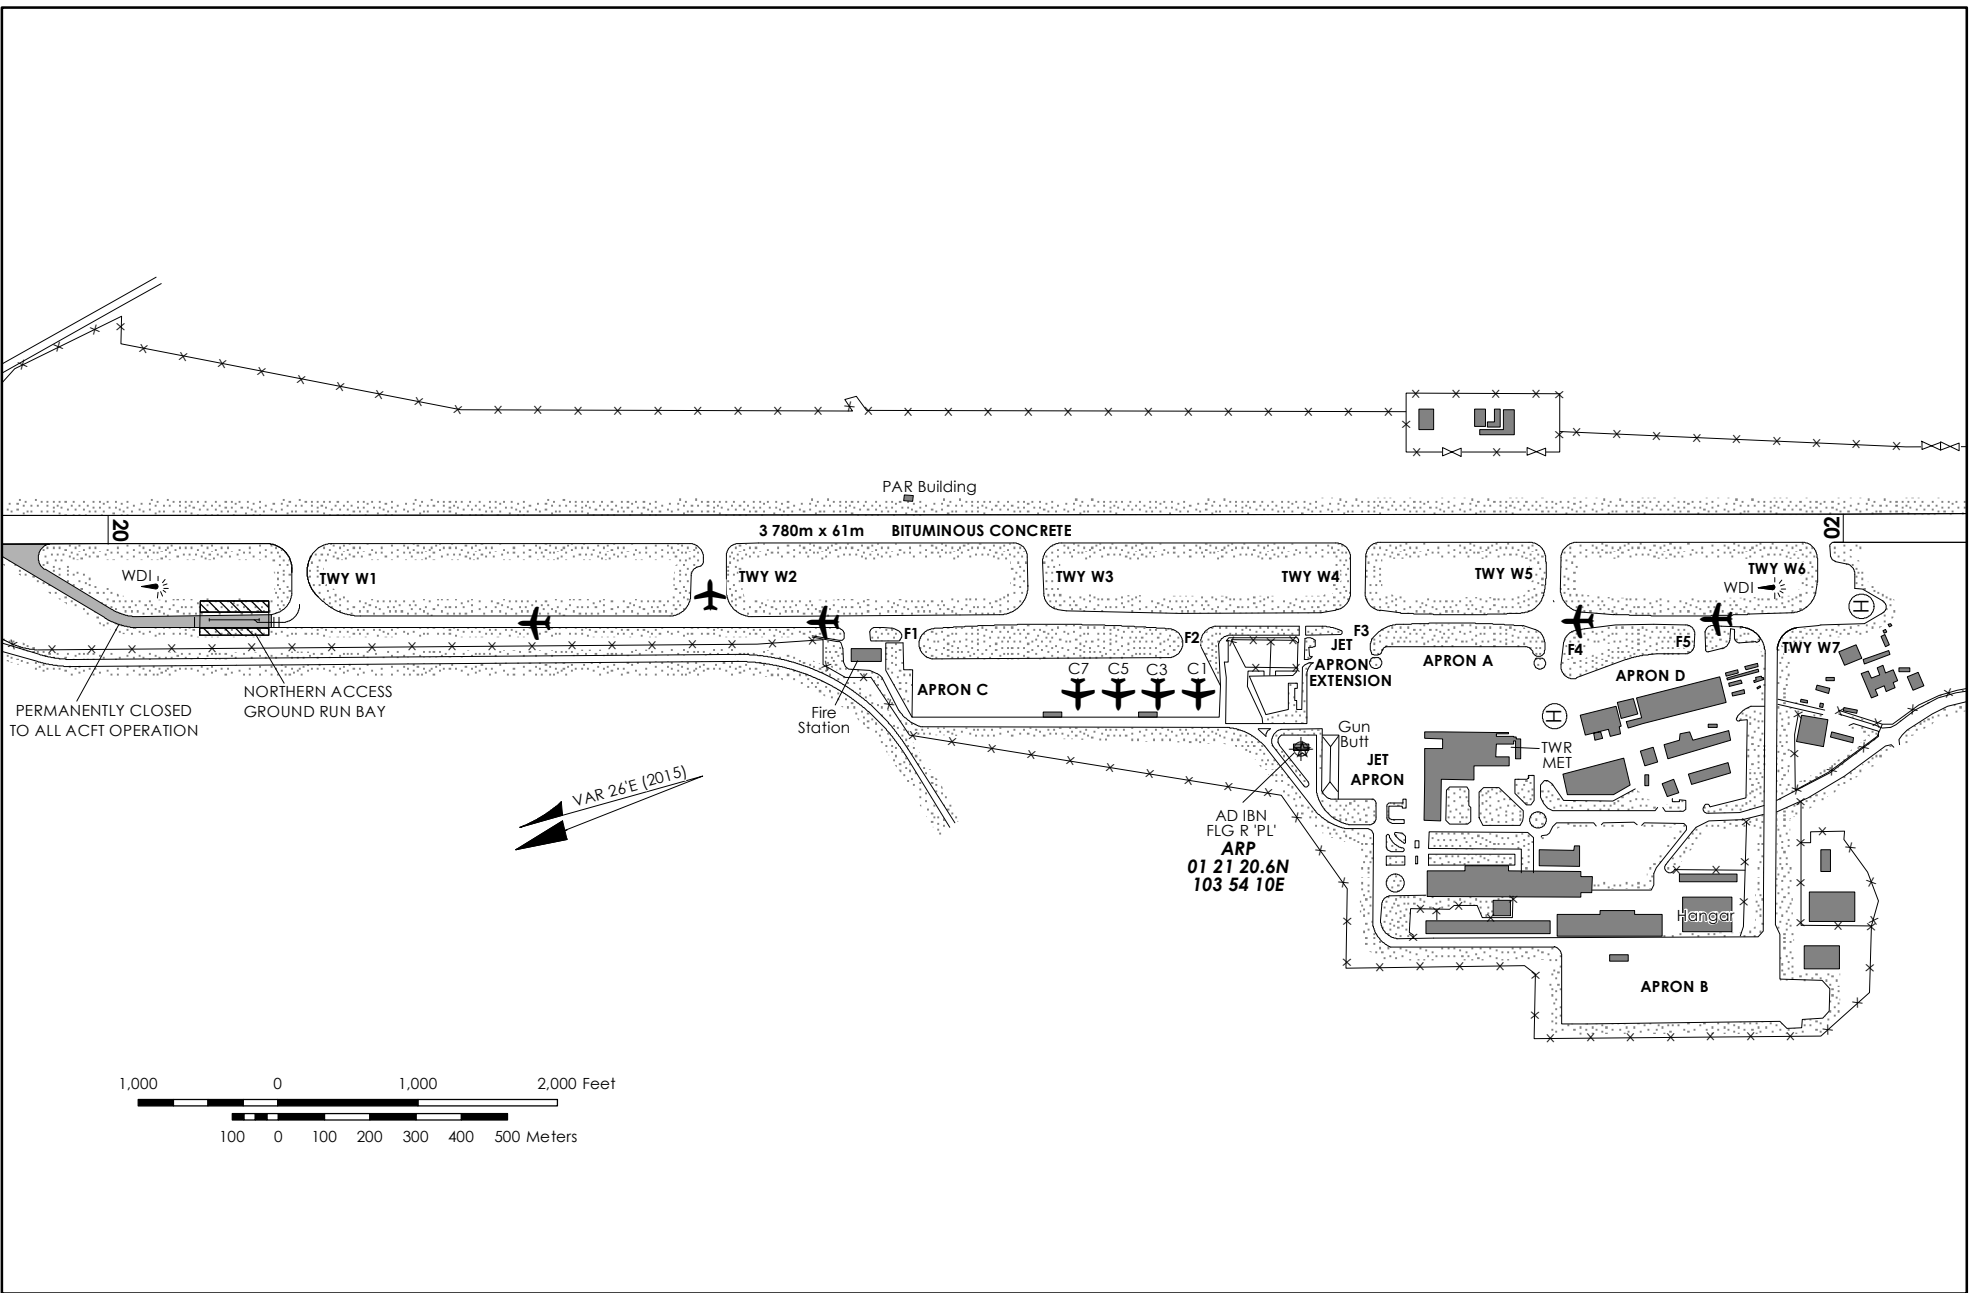 PAR Building
20
3 780m x 61m BITUMINOUS CONCRETE
02
WDI
TWY W1
TWY W2
TWY W3
TWY W4
TWY W5
TWY W6
WDI
H
F1
F2
F3
F4
F5
TWY W7
JET
APRON
EXTENSION
APRON A
APRON D
C7
C5
C3
C1
APRON C
NORTHERN ACCESS
GROUND RUN BAY
PERMANENTLY CLOSED
TO ALL ACFT OPERATION
Fire
Station
H
Gun
Butt
JET
APRON
TWR
MET
VAR 26'E (2015)
AD IBN
FLG R 'PL'
ARP
01 21 20.6N
103 54 10E
Hangar
APRON B
1,000 0 1,000 2,000 Feet
100 0 100 200 300 400 500 Meters